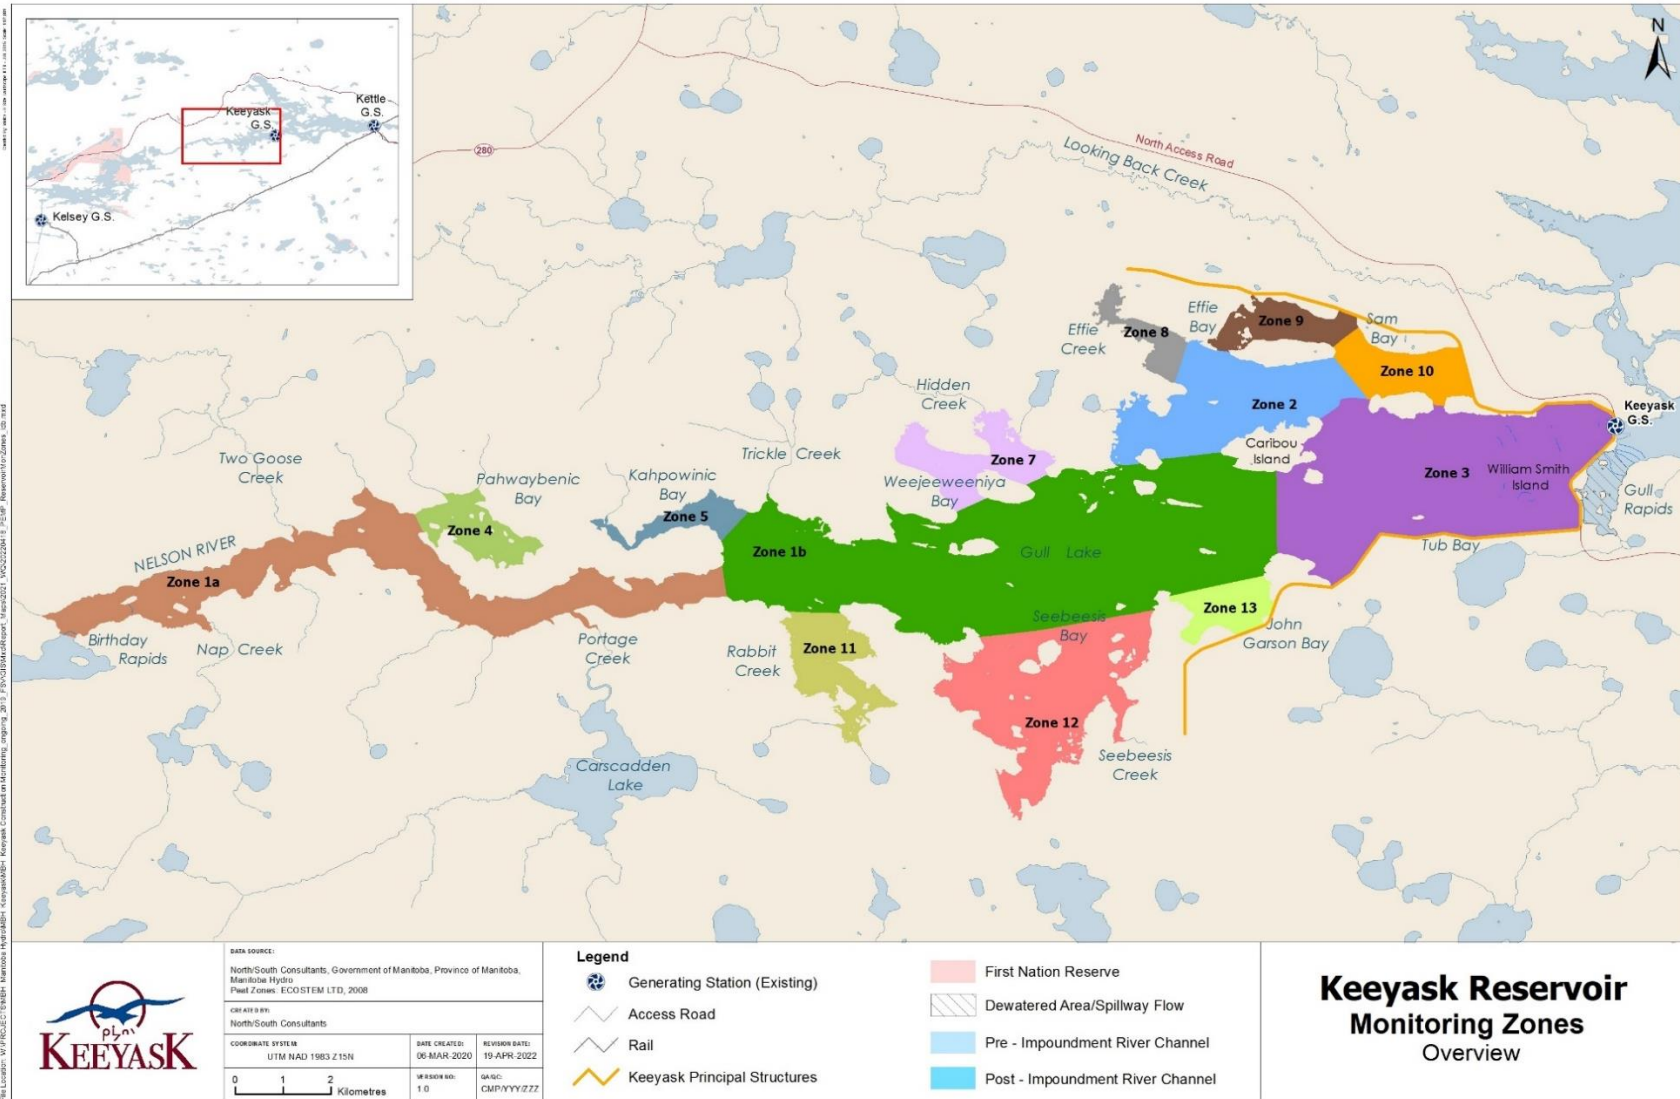 N
Kettle
G.S.
Keeyask
G.S.
Kelsey G.S.
280
North Access Road
Looking Back Creek
Effie
Bay
Effie
Creek
Zone 8
Zone 9
Sam
Bay
Zone 10
Hidden
Creek
Zone 2
Keeyask
G.S.
Caribou
Island
Two Goose
Creek
Pahwaybenic
Bay
Kahpowinic
Bay
Trickle Creek
Zone 7
Weejeeweeniya
Bay
Zone 3
William Smith
Island
Gull
Rapids
Zone 4
Zone 5
NELSON RIVER
Zone 1a
Zone 1b
Gull Lake
Tub Bay
Zone 13
Seebeesis
Bay
John
Garson Bay
Birthday
Rapids
Nap Creek
Portage
Creek
Rabbit
Creek
Zone 11
Zone 12
Seebeesis
Creek
Carscadden
Lake
KEEYASK
DATA SOURCE:
North/South Consultants, Government of Manitoba, Province of Manitoba,
Manitoba Hydro
Peat Zones: ECOSTEM LTD, 2008
CREATED BY:
North/South Consultants
COORDINATE SYSTEM:
UTM NAD 1983 Z15N
DATE CREATED:
06-MAR-2020
REVISION DATE:
19-APR-2022
0 1 2
Kilometres
VERSION NO:
1.0
QA/QC:
CMP/YYY/ZZZ
Legend
Generating Station (Existing)
Access Road
Rail
Keeyask Principal Structures
First Nation Reserve
Dewatered Area/Spillway Flow
Pre - Impoundment River Channel
Post - Impoundment River Channel
Keeyask Reservoir
Monitoring Zones
Overview